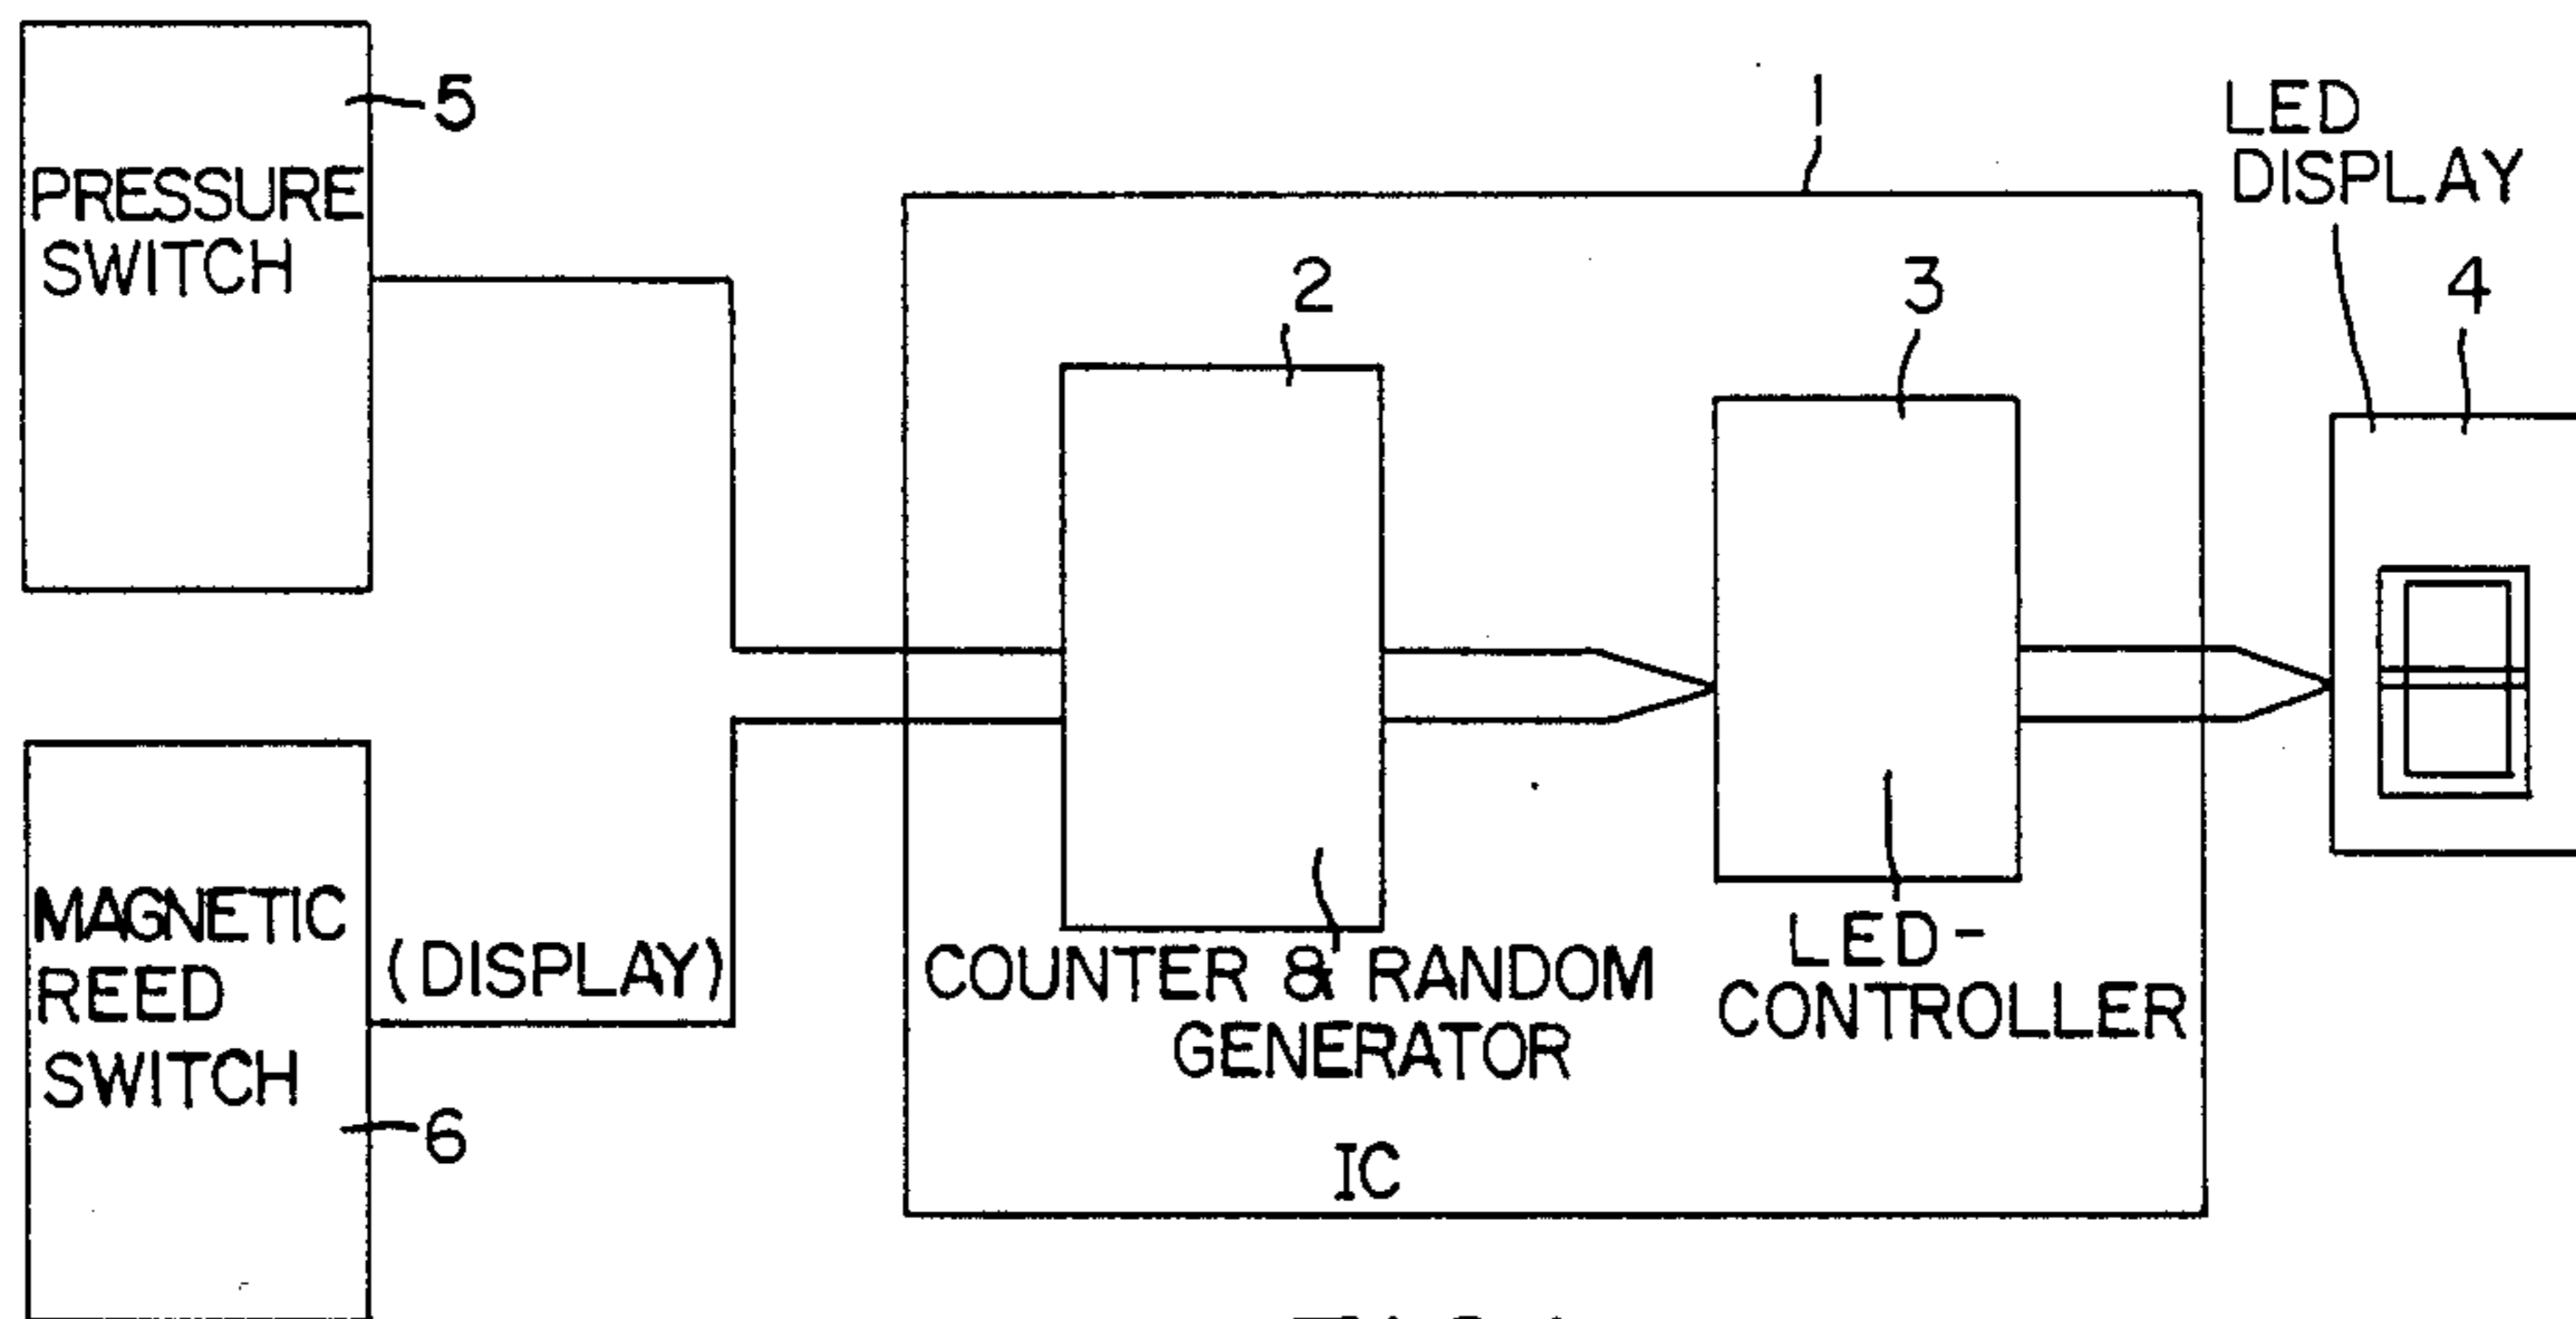 5
PRESSURE
SWITCH
1
LED
DISPLAY
2
3
4
MAGNETIC
REED
SWITCH
(DISPLAY)
6
COUNTER & RANDOM
GENERATOR
LED-
CONTROLLER
IC